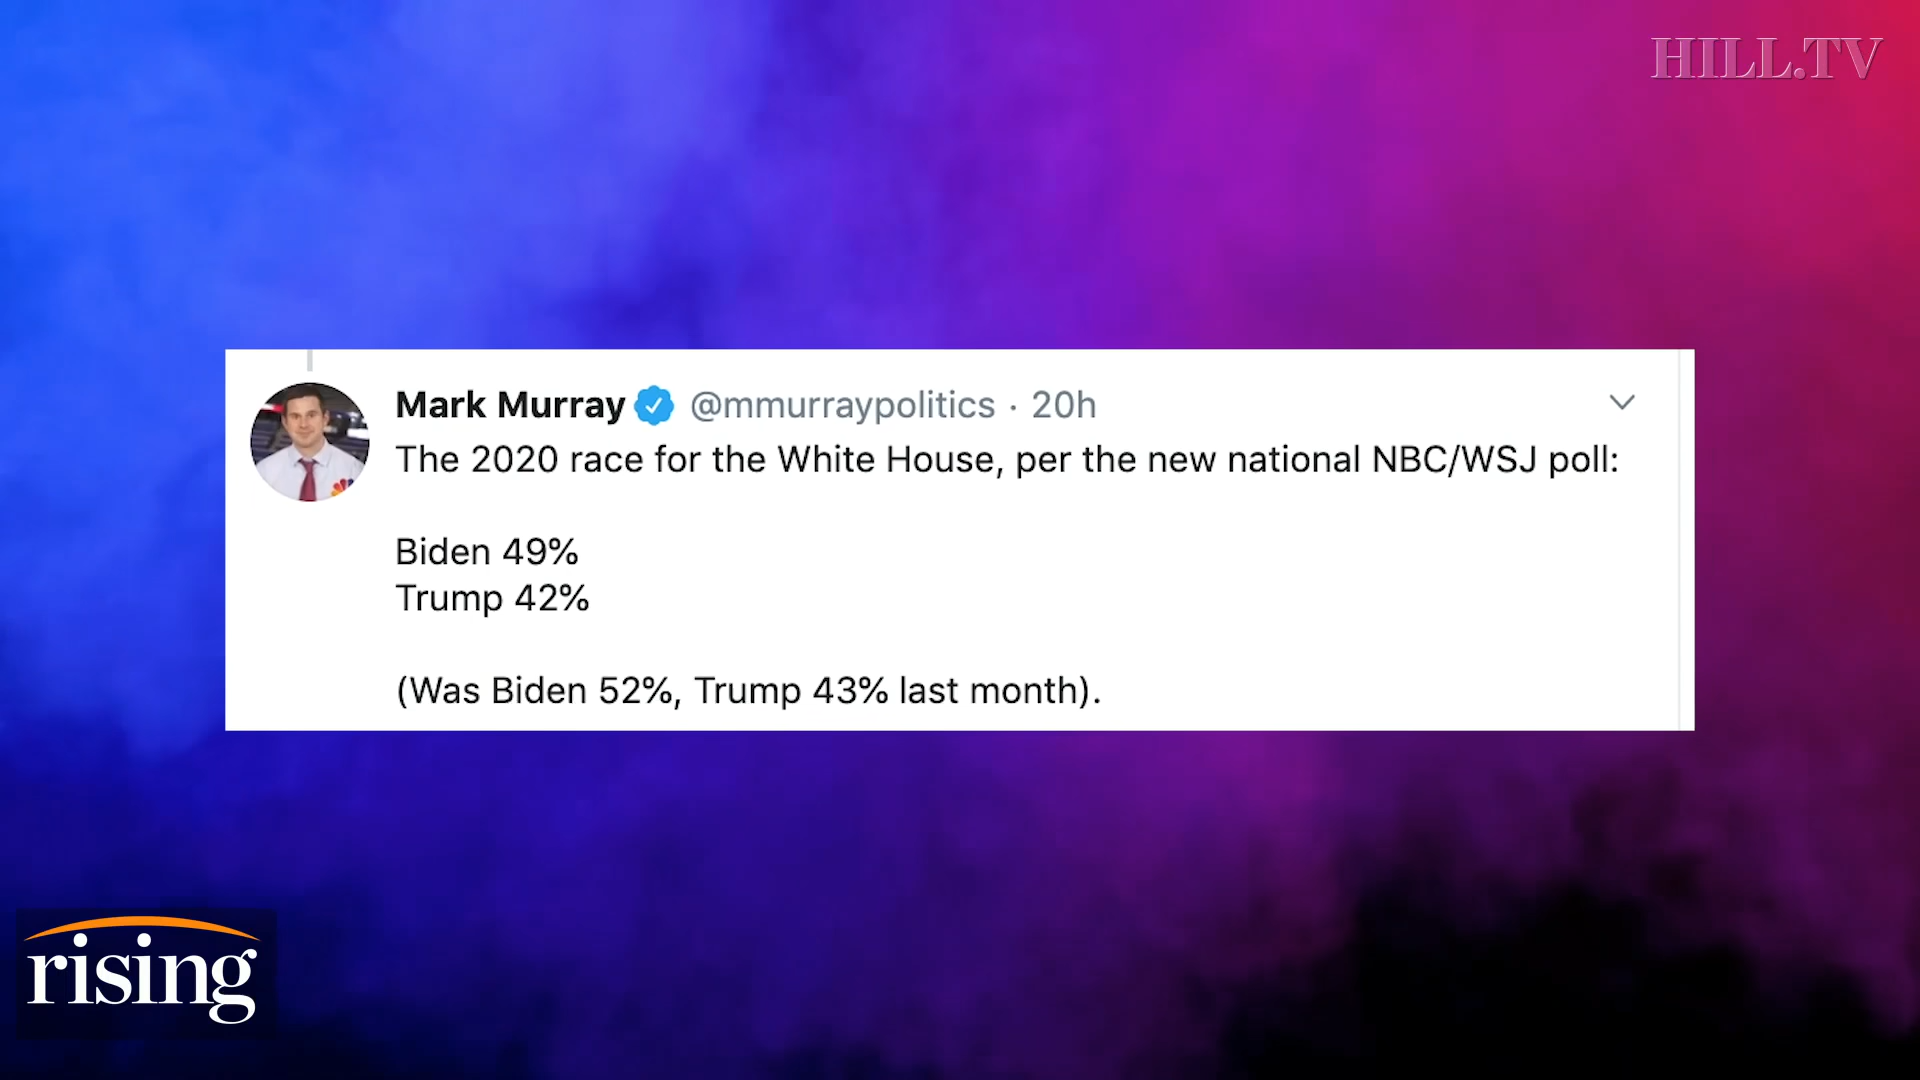 HILL.TV
Mark Murray @mmurraypolitics · 20h
The 2020 race for the White House, per the new national NBC/WSJ poll:
Biden 49%
Trump 42%
(Was Biden 52%, Trump 43% last month).
rising